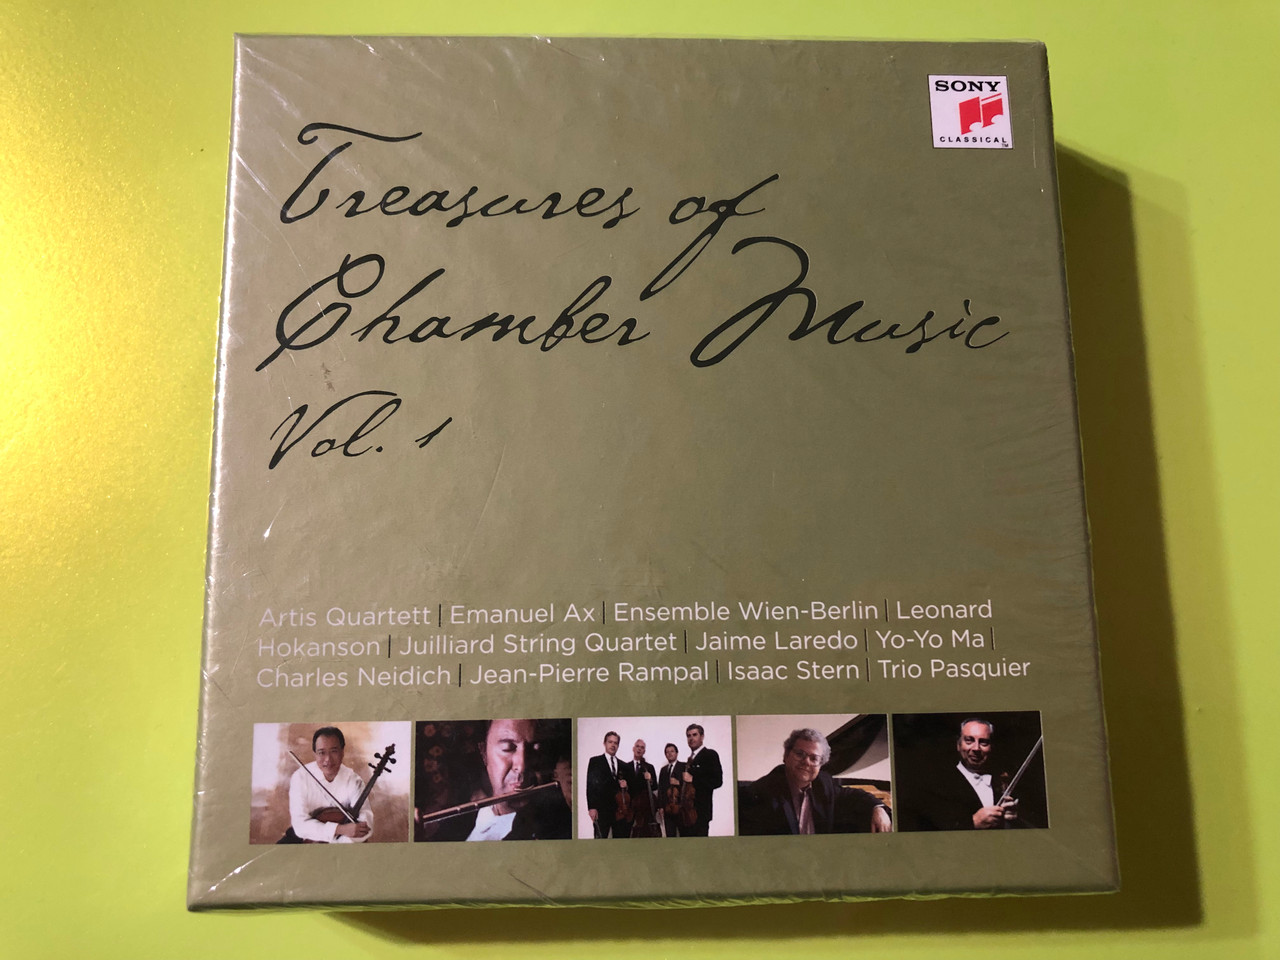 SONY
CLASSICAL™
Treasures of
Chamber Music
Vol. 1
Artis Quartett | Emanuel Ax | Ensemble Wien-Berlin | Leonard
Hokanson | Juilliard String Quartet | Jaime Laredo | Yo-Yo Ma |
Charles Neidich | Jean-Pierre Rampal | Isaac Stern | Trio Pasquier